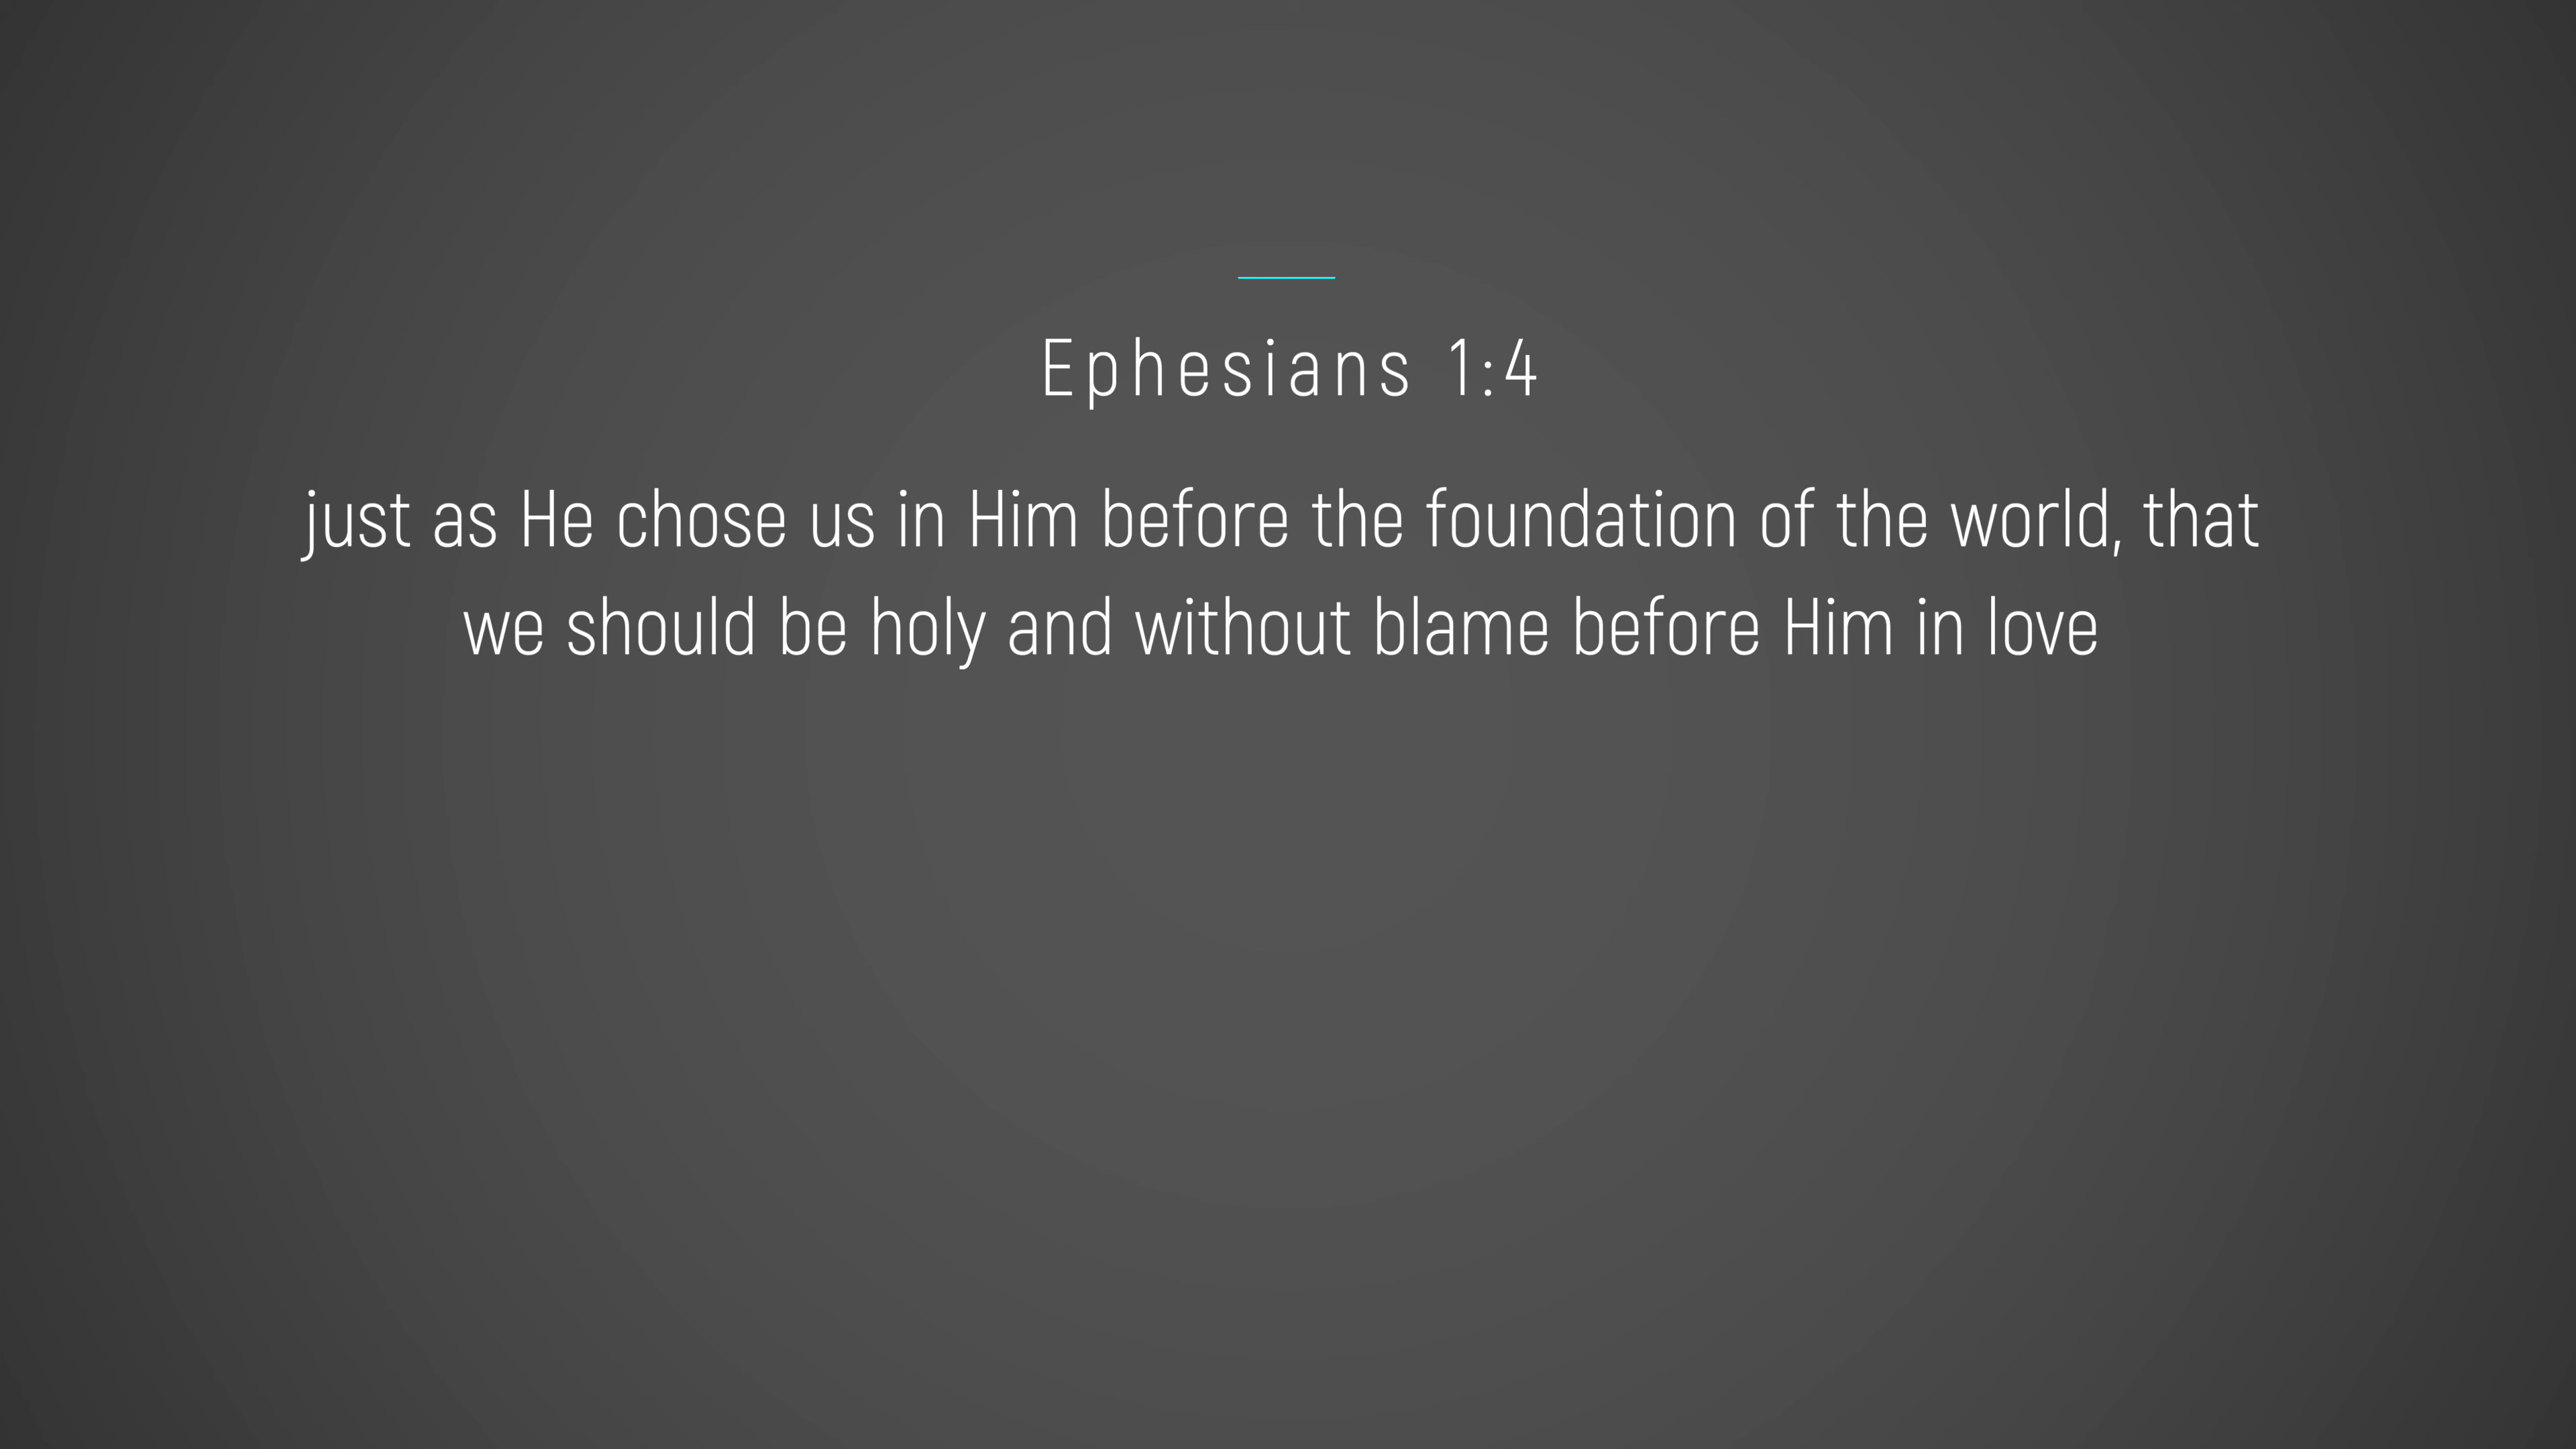 Ephesians 1:4
just as He chose us in Him before the foundation of the world, that
we should be holy and without blame before Him in love